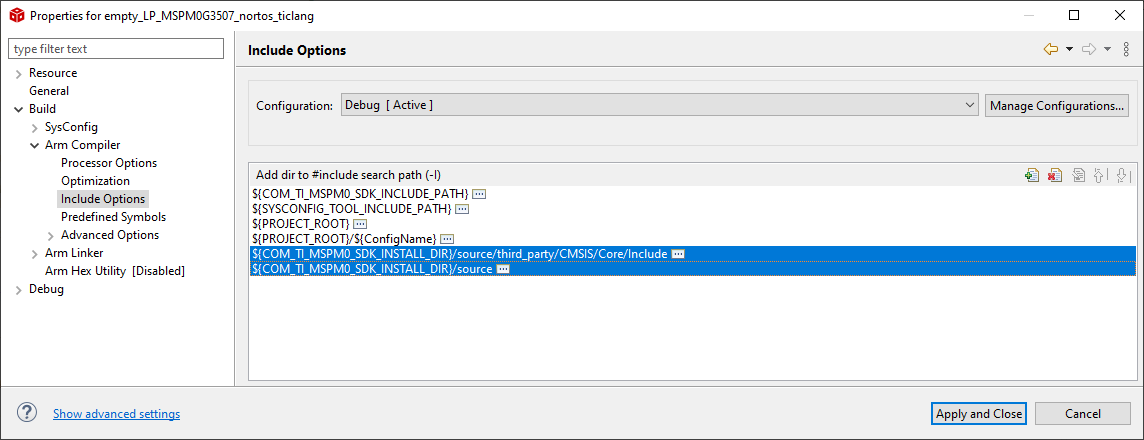 Properties for empty_LP_MSPM0G3507_nortos_ticlang
type filter text
Resource
General
Build
SysConfig
Arm Compiler
Processor Options
Optimization
Include Options
Predefined Symbols
Advanced Options
Arm Linker
Arm Hex Utility [Disabled]
Debug
Include Options
Configuration: Debug [ Active ] Manage Configurations...
Add dir to #include search path (-I)
${COM_TI_MSPM0_SDK_INCLUDE_PATH}
${SYSCONFIG_TOOL_INCLUDE_PATH}
${PROJECT_ROOT}
${PROJECT_ROOT}/${ConfigName}
${COM_TI_MSPM0_SDK_INSTALL_DIR}/source/third_party/CMSIS/Core/Include
${COM_TI_MSPM0_SDK_INSTALL_DIR}/source
Show advanced settings
Apply and Close
Cancel